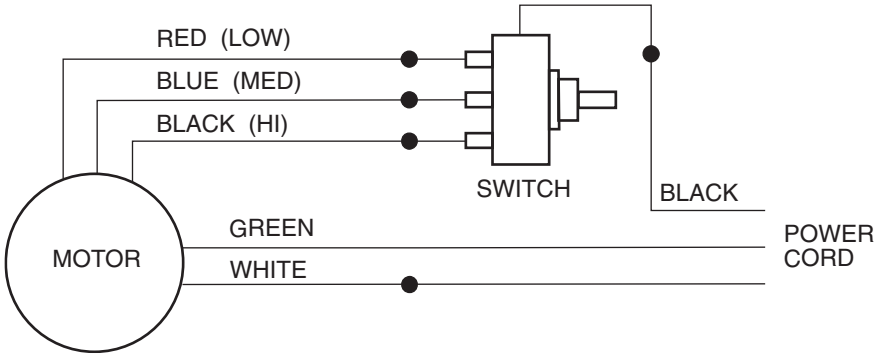 RED (LOW)
BLUE (MED)
BLACK (HI)
SWITCH
BLACK
GREEN
POWER
CORD
MOTOR
WHITE